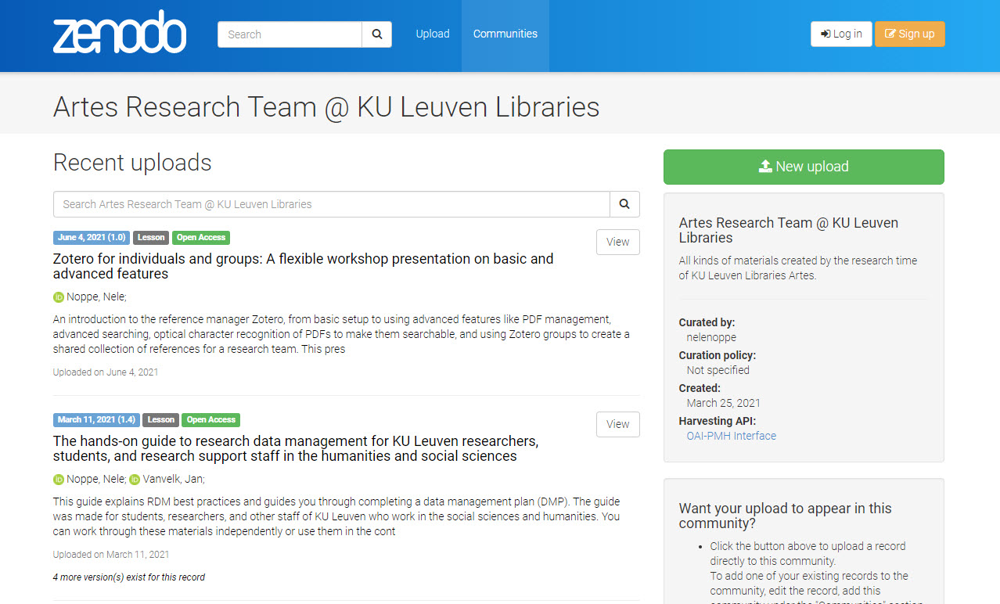 zenodo
Search
Upload
Communities
Log in
Sign up
Artes Research Team @ KU Leuven Libraries
Recent uploads
Search Artes Research Team @ KU Leuven Libraries
June 4, 2021 (1.0) Lesson Open Access
View
Zotero for individuals and groups: A flexible workshop presentation on basic and
advanced features
iD Noppe, Nele;
An introduction to the reference manager Zotero, from basic setup to using advanced features like PDF management,
advanced searching, optical character recognition of PDFs to make them searchable, and using Zotero groups to create a
shared collection of references for a research team. This pres
Uploaded on June 4, 2021
March 11, 2021 (1.4) Lesson Open Access
View
The hands-on guide to research data management for KU Leuven researchers,
students, and research support staff in the humanities and social sciences
iD Noppe, Nele; iD Vanvelk, Jan;
This guide explains RDM best practices and guides you through completing a data management plan (DMP). The guide
was made for students, researchers, and other staff of KU Leuven who work in the social sciences and humanities. You
can work through these materials independently or use them in the cont
Uploaded on March 11, 2021
4 more version(s) exist for this record
New upload
Artes Research Team @ KU Leuven
Libraries
All kinds of materials created by the research time
of KU Leuven Libraries Artes.
Curated by:
nelenoppe
Curation policy:
Not specified
Created:
March 25, 2021
Harvesting API:
OAI-PMH Interface
Want your upload to appear in this
community?
• Click the button above to upload a record
directly to this community.
To add one of your existing records to the
community, edit the record, add this
community under the "Communities" section